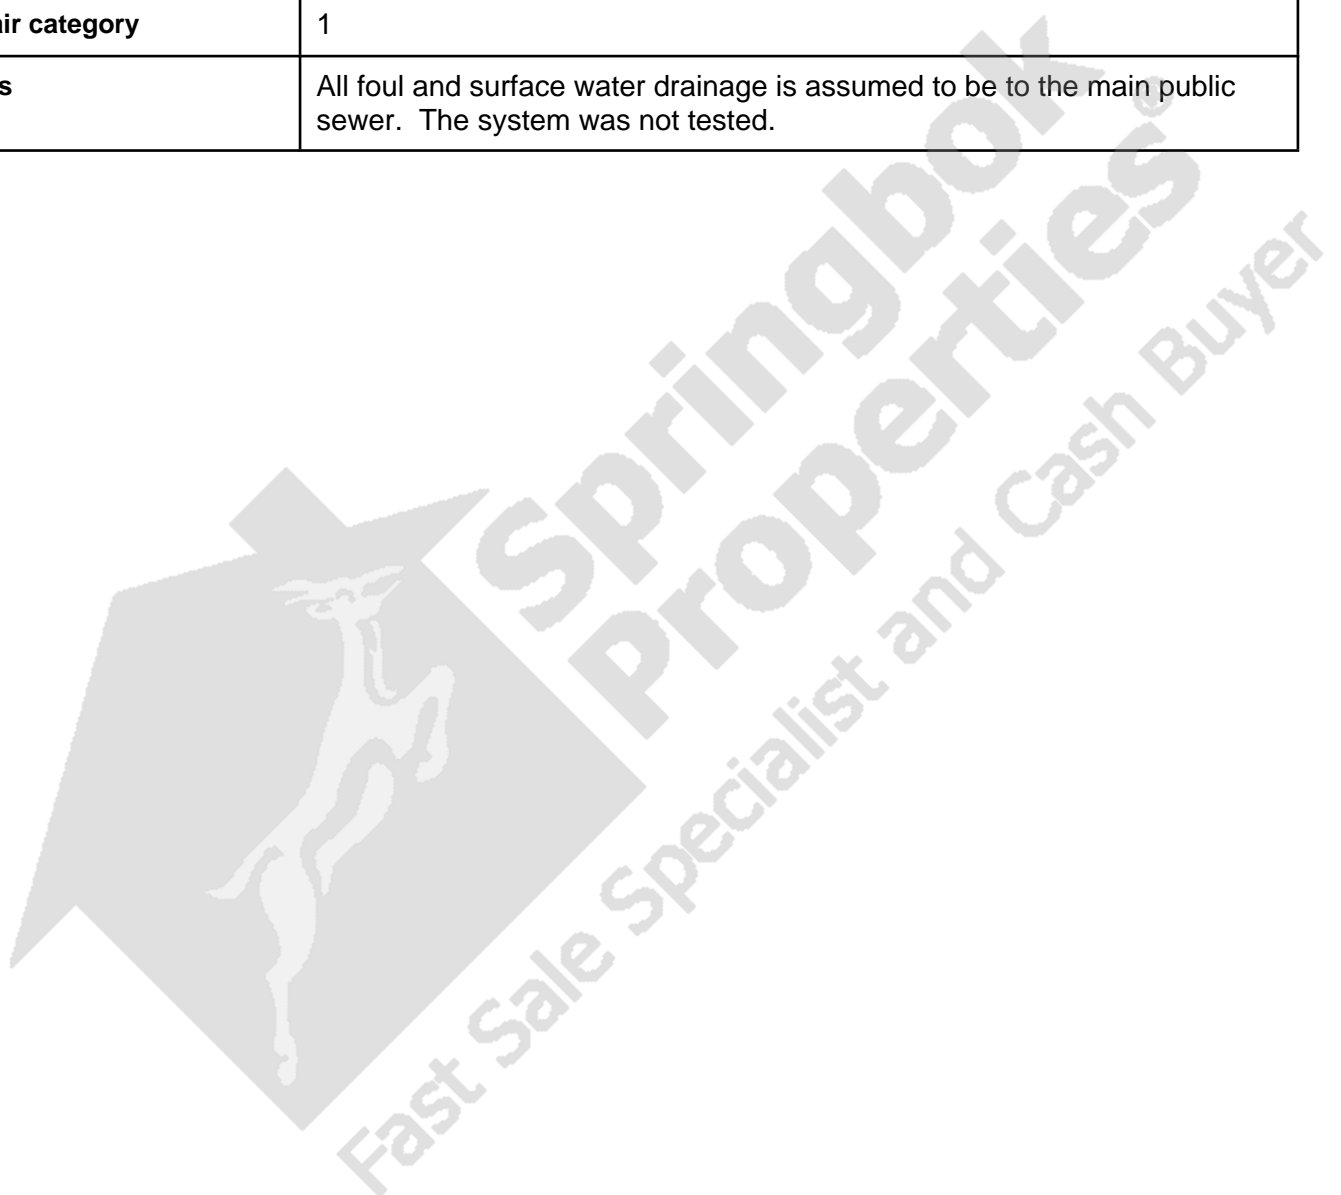 air category 1
s All foul and surface water drainage is assumed to be to the main public
sewer. The system was not tested.
Springbok
Properties®
Fast Sale Specialist and Cash Buyer